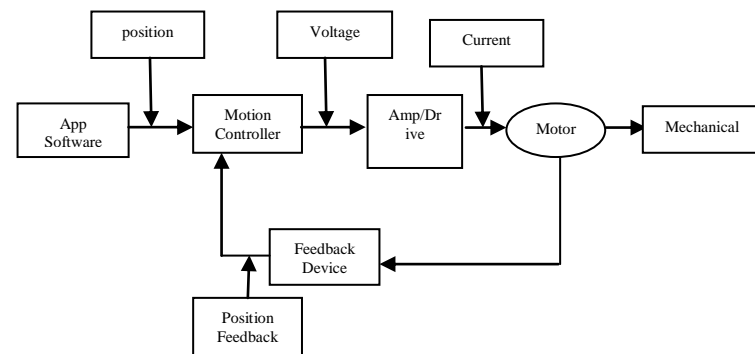 position
Voltage
Current
App
Software
Motion
Controller
Amp/Dr
ive
Motor
Mechanical
Feedback
Device
Position
Feedback